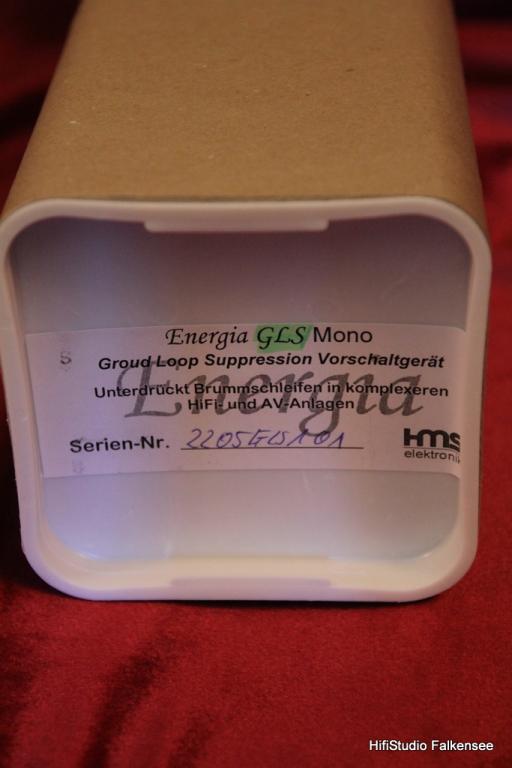 Energia GLS Mono
Groud Loop Suppression Vorschaltgerät
Energia
Unterdrückt Brummschleifen in komplexeren
HiFi- und AV-Anlagen
Serien-Nr. 2205GLS101
hms
elektronik
S
HifiStudio Falkensee